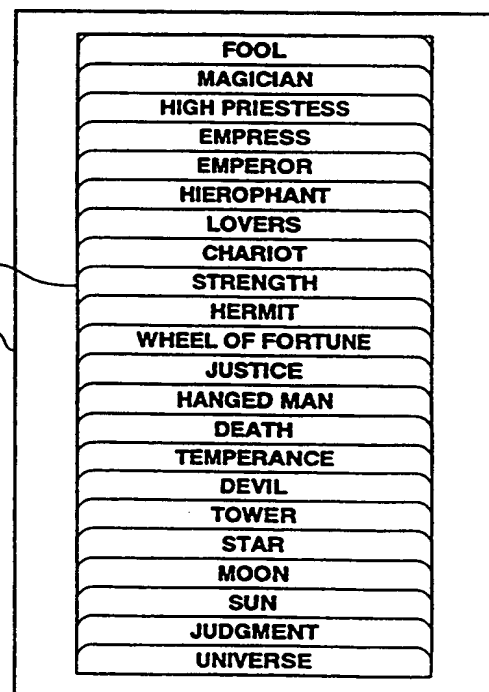 FOOL
MAGICIAN
HIGH PRIESTESS
EMPRESS
EMPEROR
HIEROPHANT
LOVERS
CHARIOT
STRENGTH
HERMIT
WHEEL OF FORTUNE
JUSTICE
HANGED MAN
DEATH
TEMPERANCE
DEVIL
TOWER
STAR
MOON
SUN
JUDGMENT
UNIVERSE